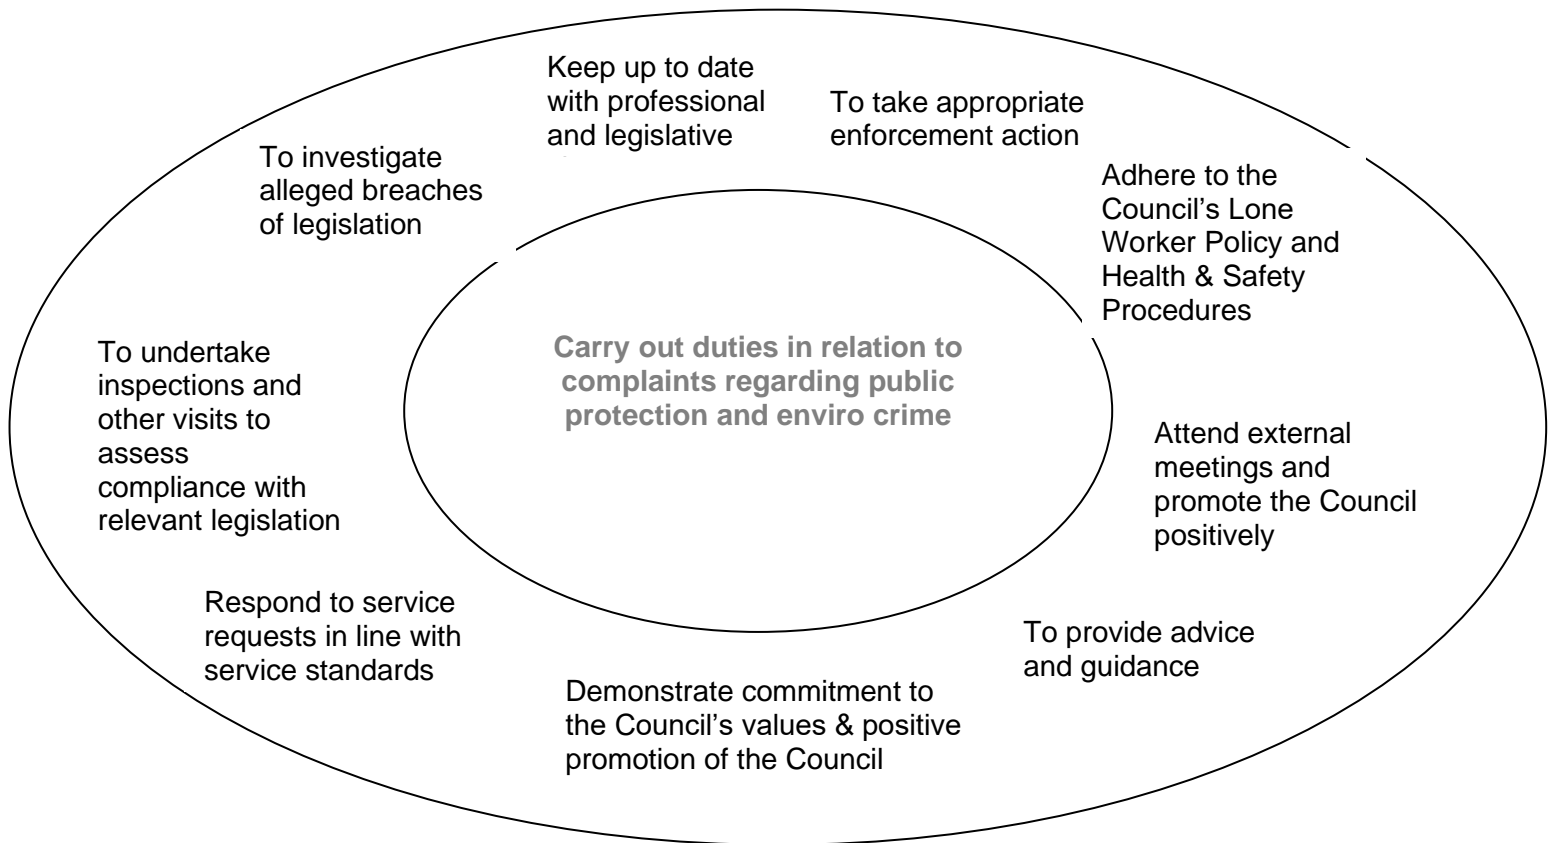 Keep up to date
with professional
and legislative
To take appropriate
enforcement action
To investigate
alleged breaches
of legislation
Adhere to the
Council’s Lone
Worker Policy and
Health & Safety
Procedures
Carry out duties in relation to
complaints regarding public
protection and enviro crime
To undertake
inspections and
other visits to
assess
compliance with
relevant legislation
Attend external
meetings and
promote the Council
positively
Respond to service
requests in line with
service standards
To provide advice
and guidance
Demonstrate commitment to
the Council’s values & positive
promotion of the Council